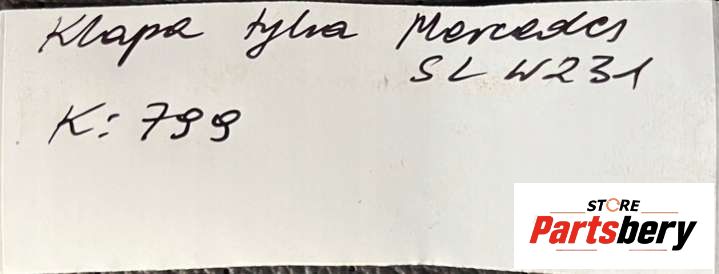 Klapa tylna Mercedes
SL W231
K: 799
STORE
Partsbery